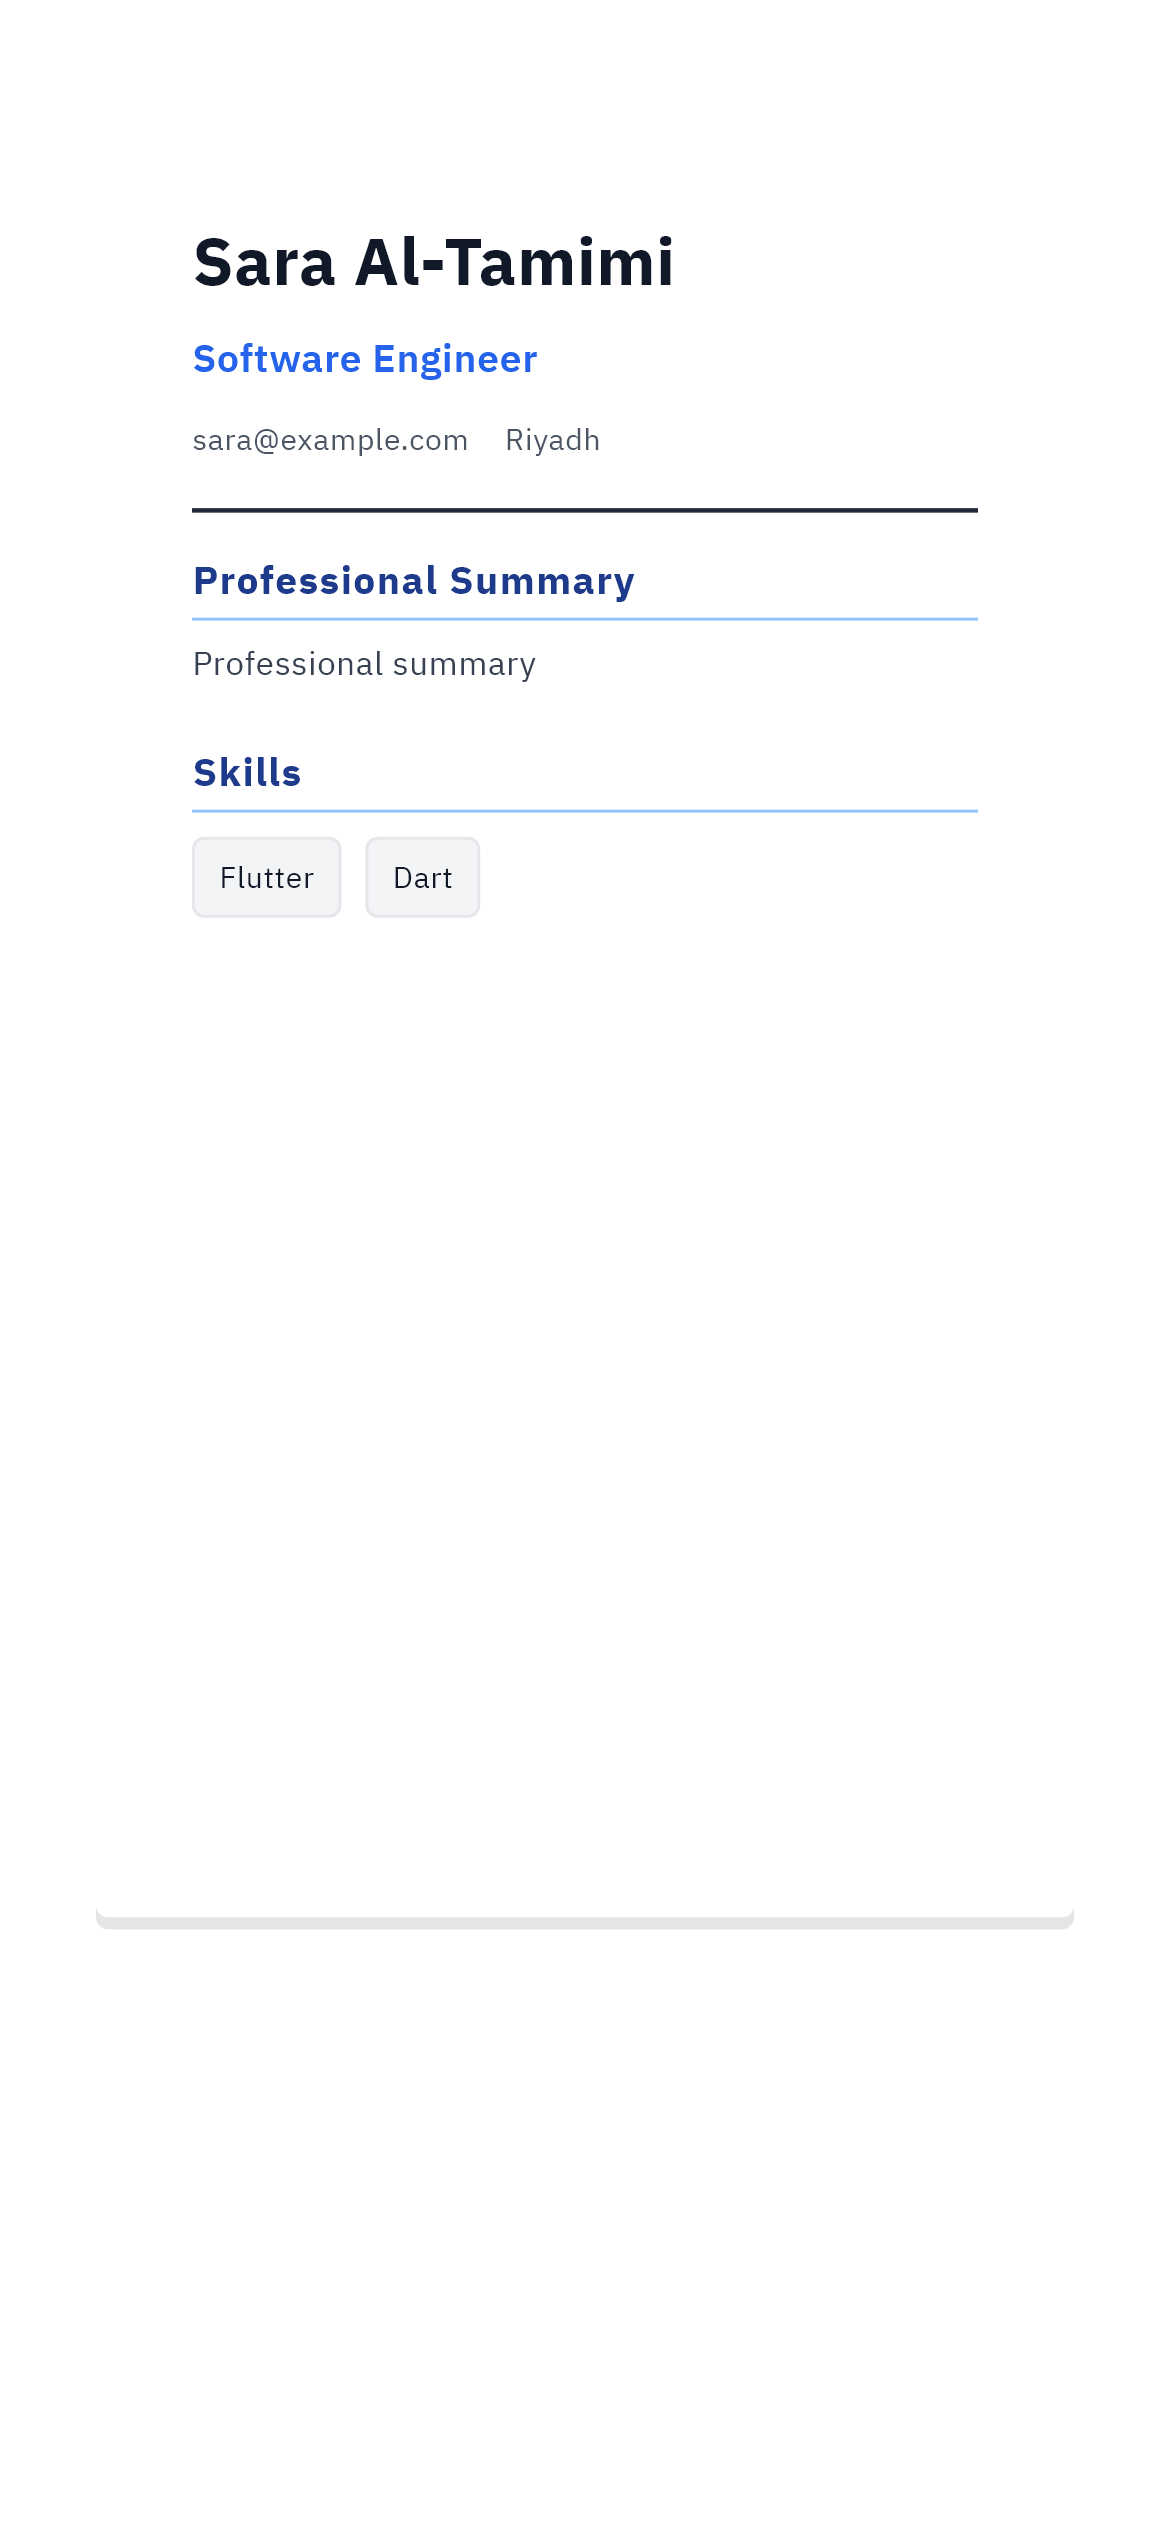 Sara Al-Tamimi
Software Engineer
sara@example.com Riyadh
Professional Summary
Professional summary
Skills
Flutter Dart